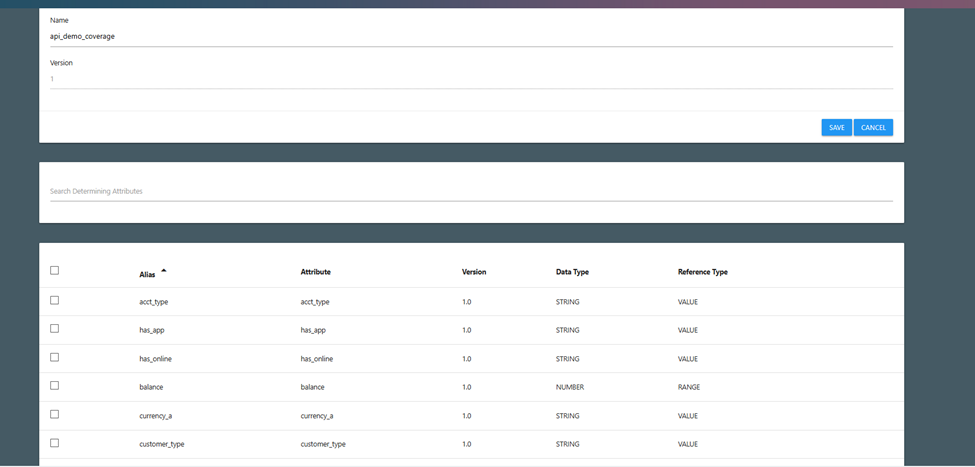 Name
api_demo_coverage
Version
1
SAVE CANCEL
Search Determining Attributes
Alias Attribute Version Data Type Reference Type
acct_type acct_type 1.0 STRING VALUE
has_app has_app 1.0 STRING VALUE
has_online has_online 1.0 STRING VALUE
balance balance 1.0 NUMBER RANGE
currency_a currency_a 1.0 STRING VALUE
customer_type customer_type 1.0 STRING VALUE